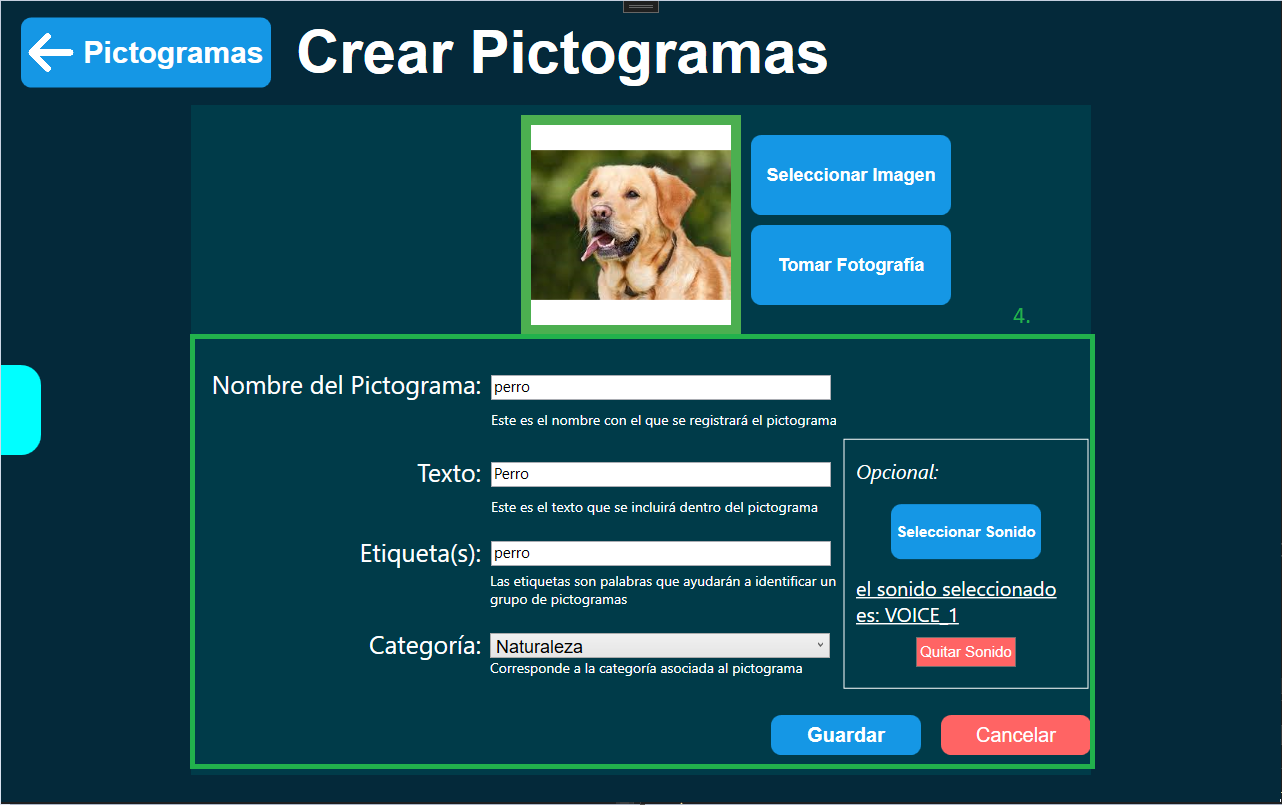 Pictogramas
Crear Pictogramas
Seleccionar Imagen
Tomar Fotografía
4.
Nombre del Pictograma: perro
Este es el nombre con el que se registrará el pictograma
Texto: Perro
Este es el texto que se incluirá dentro del pictograma
Etiqueta(s): perro
Las etiquetas son palabras que ayudarán a identificar un
grupo de pictogramas
Categoría: Naturaleza
Corresponde a la categoría asociada al pictograma
Opcional:
Seleccionar Sonido
el sonido seleccionado
es: VOICE_1
Quitar Sonido
Guardar
Cancelar